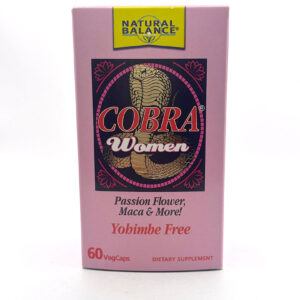 NATURAL
BALANCE®
COBRA®
Women
Passion Flower,
Maca & More!
Yohimbe Free
60 VegCaps
DIETARY SUPPLEMENT